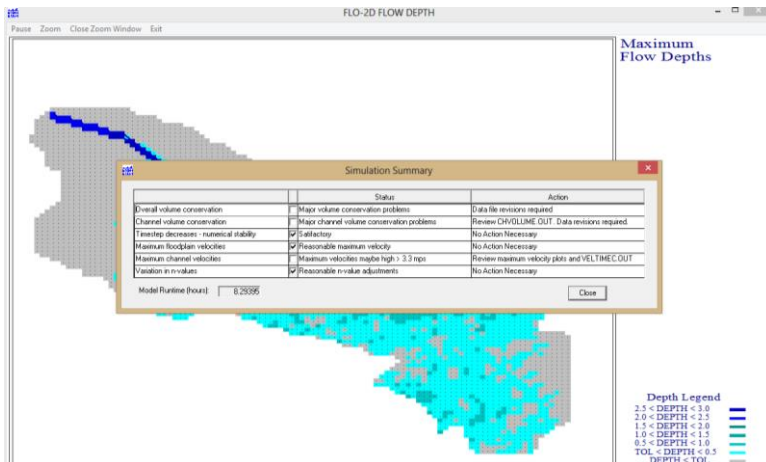 FLO-2D FLOW DEPTH
Pause Zoom Close Zoom Window Exit
Maximum
Flow Depths
Simulation Summary
Status Action
Overall volume conservation Major volume conservation problems Data file revisions required
Channel volume conservation Major channel volume conservation problems Review CHVOLUME.OUT. Data revisions required.
Timestep decreases - numerical stability Satifactory No Action Necessary
Maximum floodplain velocities Reasonable maximum velocity No Action Necessary
Maximum channel velocities Maximum velocities maybe high > 3.3 mps Review maximum velocity plots and VELTIMEC.OUT
Variation in n-values Reasonable n-value adjustments No Action Necessary
Model Runtime (hours): 8.29395 Close
Depth Legend
2.5 < DEPTH < 3.0
2.0 < DEPTH < 2.5
1.5 < DEPTH < 2.0
1.0 < DEPTH < 1.5
0.5 < DEPTH < 1.0
TOL < DEPTH < 0.5
DEPTH < TOL